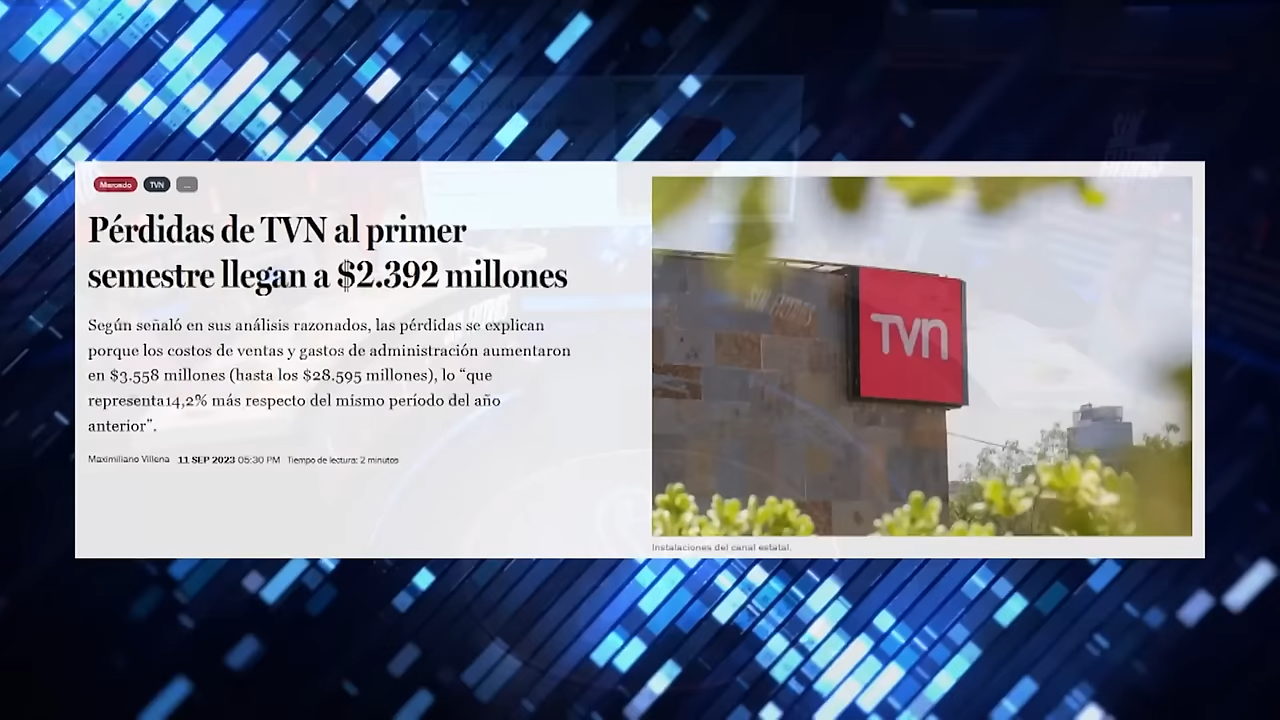 Mercado TVN ...
Pérdidas de TVN al primer
semestre llegan a $2.392 millones
Según señaló en sus análisis razonados, las pérdidas se explican
porque los costos de ventas y gastos de administración aumentaron
en $3.558 millones (hasta los $28.595 millones), lo “que
representa14,2% más respecto del mismo período del año
anterior”.
Maximiliano Villena 11 SEP 2023 05:30 PM Tiempo de lectura: 2 minutos
TVN
Instalaciones del canal estatal.